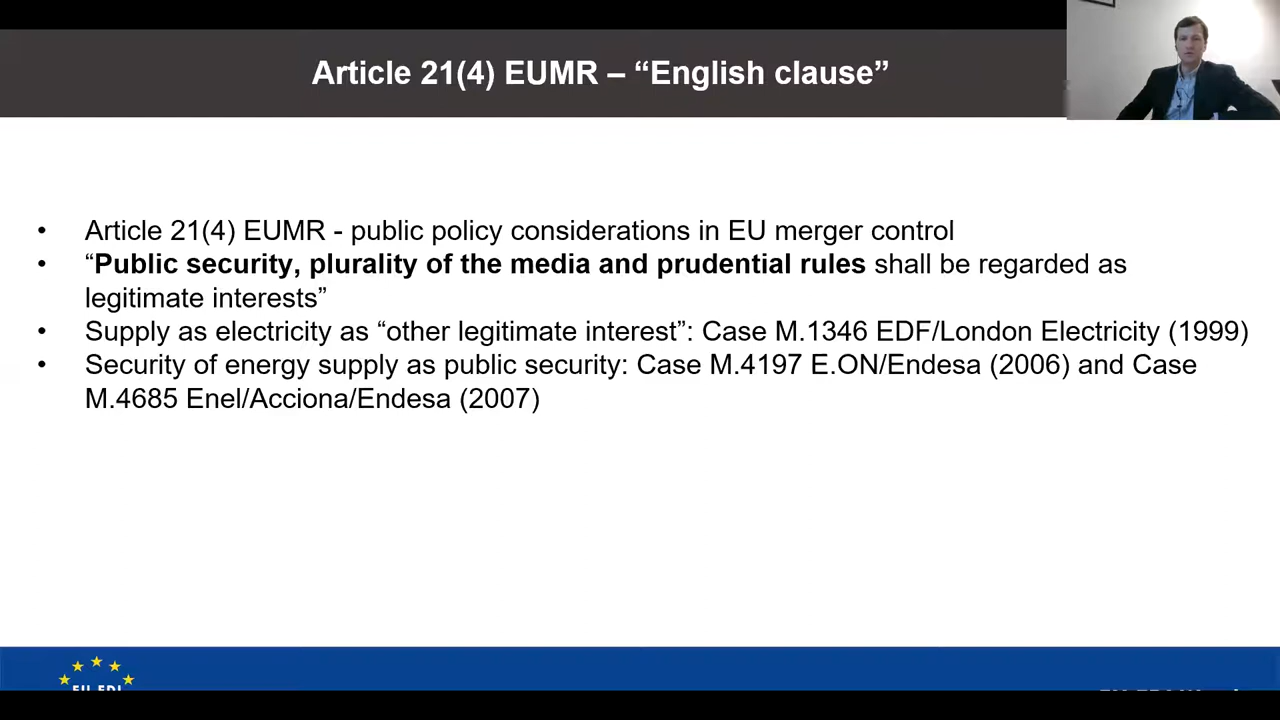 Article 21(4) EUMR – “English clause”
• Article 21(4) EUMR - public policy considerations in EU merger control
• “Public security, plurality of the media and prudential rules shall be regarded as
legitimate interests”
• Supply as electricity as “other legitimate interest”: Case M.1346 EDF/London Electricity (1999)
• Security of energy supply as public security: Case M.4197 E.ON/Endesa (2006) and Case
M.4685 Enel/Acciona/Endesa (2007)